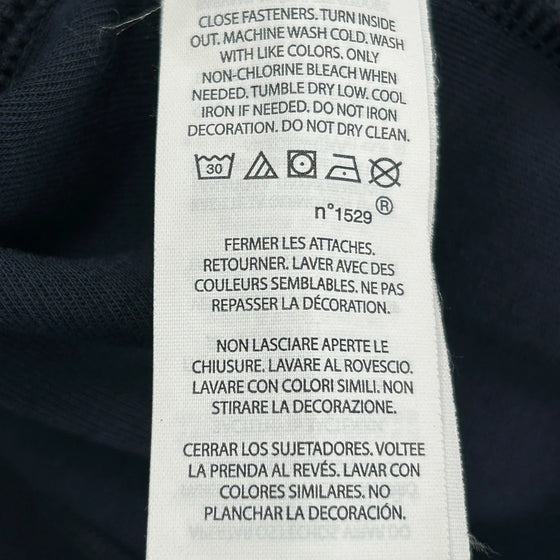 CLOSE FASTENERS. TURN INSIDE
OUT. MACHINE WASH COLD. WASH
WITH LIKE COLORS. ONLY
NON-CHLORINE BLEACH WHEN
NEEDED. TUMBLE DRY LOW. COOL
IRON IF NEEDED. DO NOT IRON
DECORATION. DO NOT DRY CLEAN.
30
n°1529 ®
FERMER LES ATTACHES.
RETOURNER. LAVER AVEC DES
COULEURS SEMBLABLES. NE PAS
REPASSER LA DÉCORATION.
NON LASCIARE APERTE LE
CHIUSURE. LAVARE AL ROVESCIO.
LAVARE CON COLORI SIMILI. NON
STIRARE LA DECORAZIONE.
CERRAR LOS SUJETADORES. VOLTEE
LA PRENDA AL REVÉS. LAVAR CON
COLORES SIMILARES. NO
PLANCHAR LA DECORACIÓN.